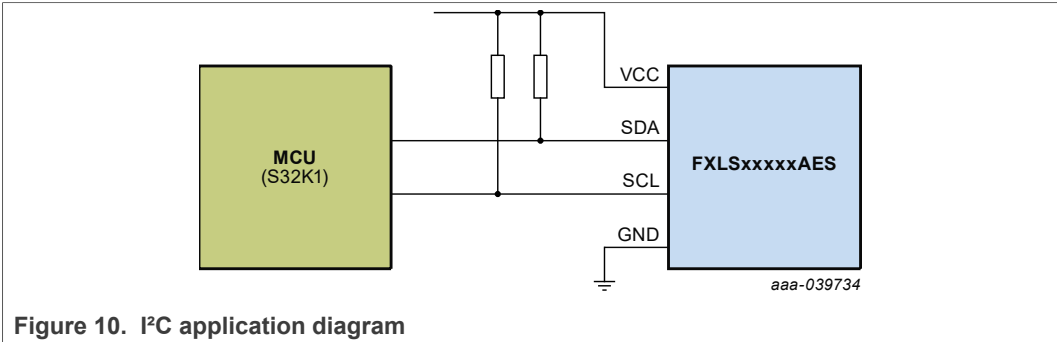 VCC
SDA
MCU
(S32K1)
FXLSxxxxxAES
SCL
GND
aaa-039734
Figure 10. I²C application diagram